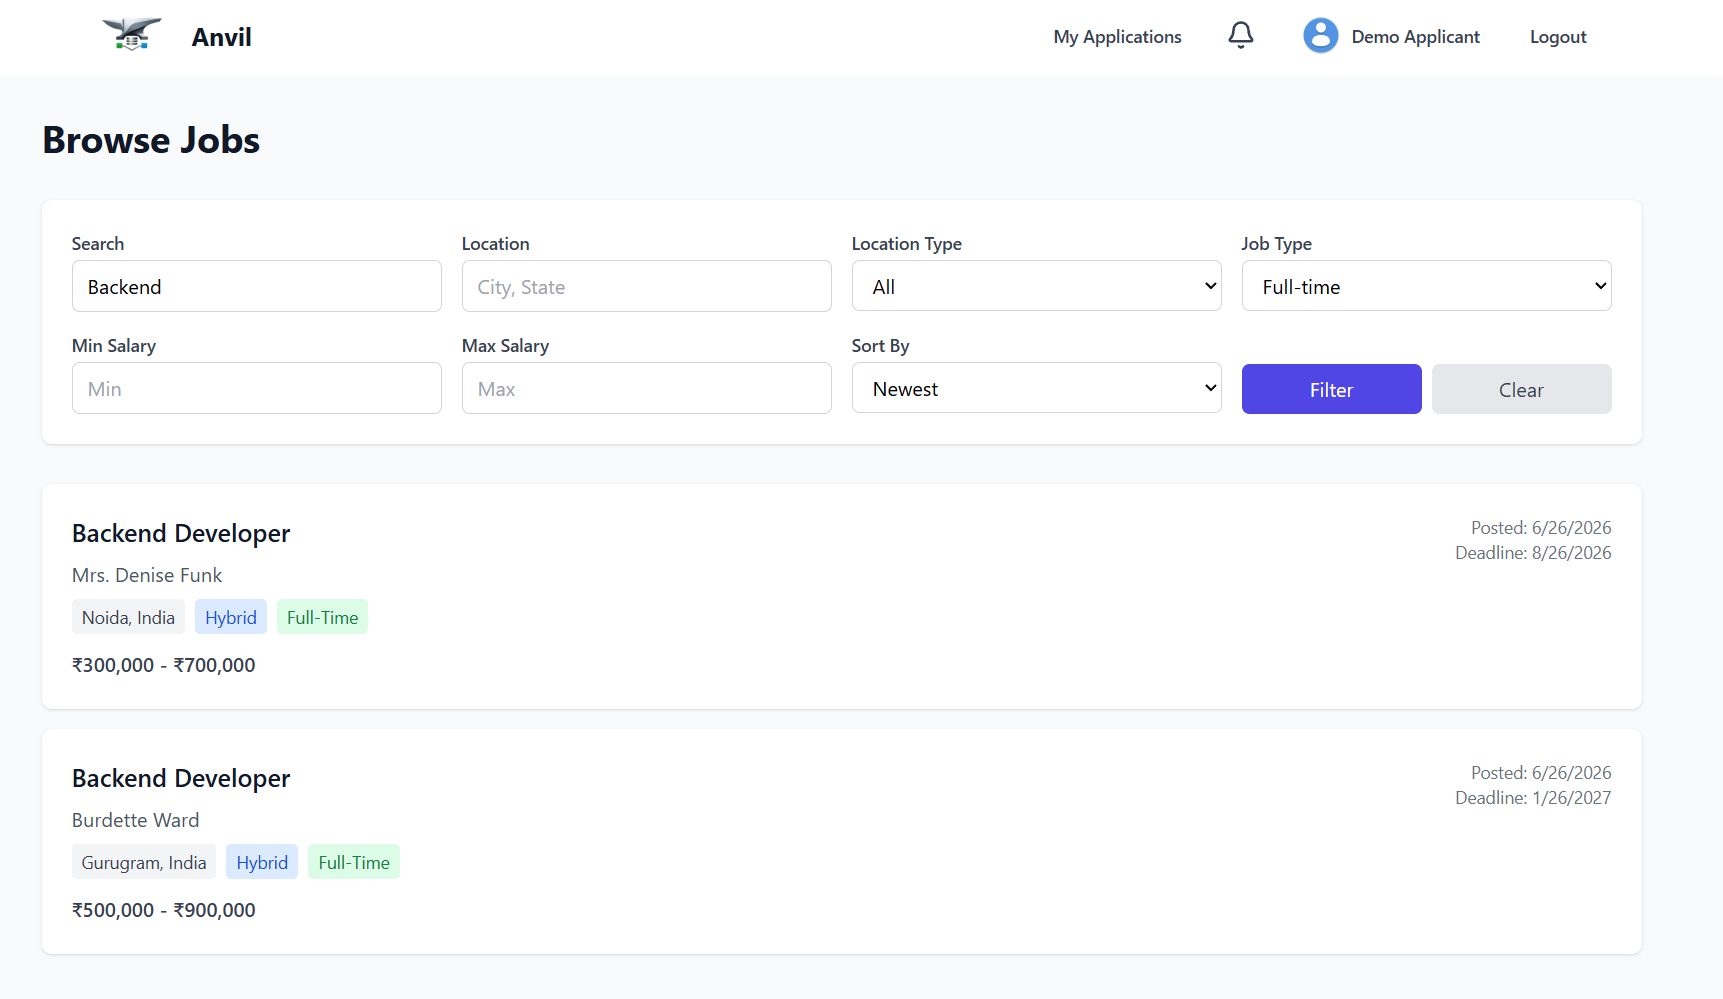 Anvil
My Applications
Demo Applicant
Logout
Browse Jobs
Search
Location
Location Type
Job Type
Backend
City, State
All
Full-time
Min Salary
Max Salary
Sort By
Min
Max
Newest
Filter
Clear
Backend Developer
Posted: 6/26/2026
Deadline: 8/26/2026
Mrs. Denise Funk
Noida, India
Hybrid
Full-Time
₹300,000 - ₹700,000
Backend Developer
Posted: 6/26/2026
Deadline: 1/26/2027
Burdette Ward
Gurugram, India
Hybrid
Full-Time
₹500,000 - ₹900,000